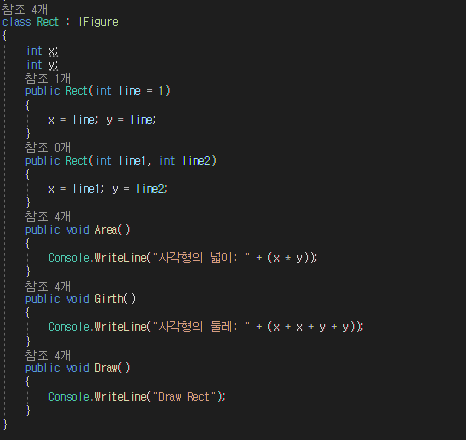 참조 4개
class Rect : IFigure
{
int x;
int y;
참조 1개
public Rect(int line = 1)
{
x = line; y = line;
}
참조 0개
public Rect(int line1, int line2)
{
x = line1; y = line2;
}
참조 4개
public void Area()
{
Console.WriteLine("사각형의 넓이: " + (x * y));
}
참조 4개
public void Girth()
{
Console.WriteLine("사각형의 둘레: " + (x + x + y + y));
}
참조 4개
public void Draw()
{
Console.WriteLine("Draw Rect");
}
}